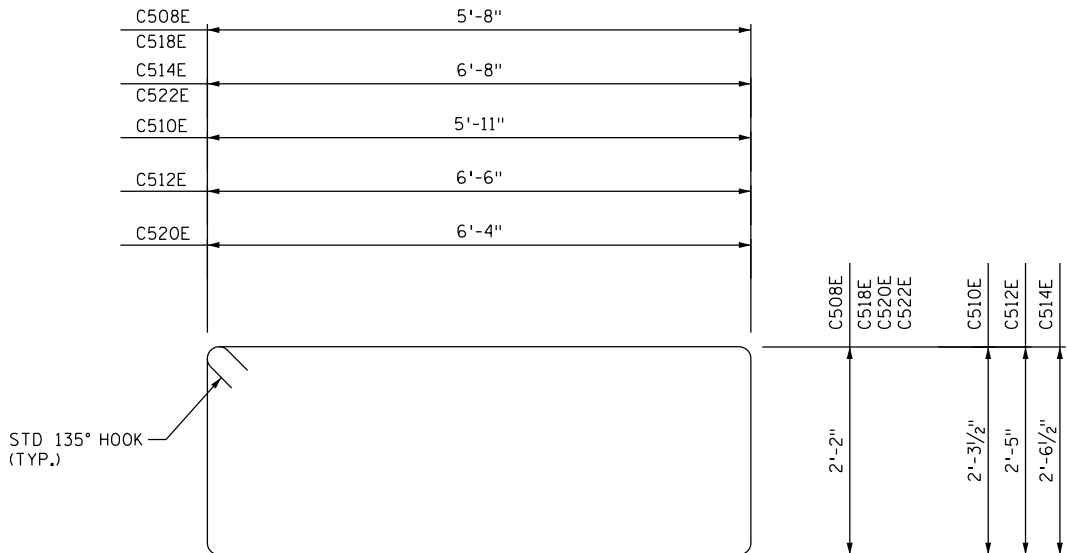 C508E 5'-8"
C518E
C514E 6'-8"
C522E
C510E 5'-11"
C512E 6'-6"
C520E 6'-4"
C508E
C518E
C520E
C522E
C510E
C512E
C514E
STD 135° HOOK
(TYP.)
2'-2"
2'-3½"
2'-5"
2'-6½"